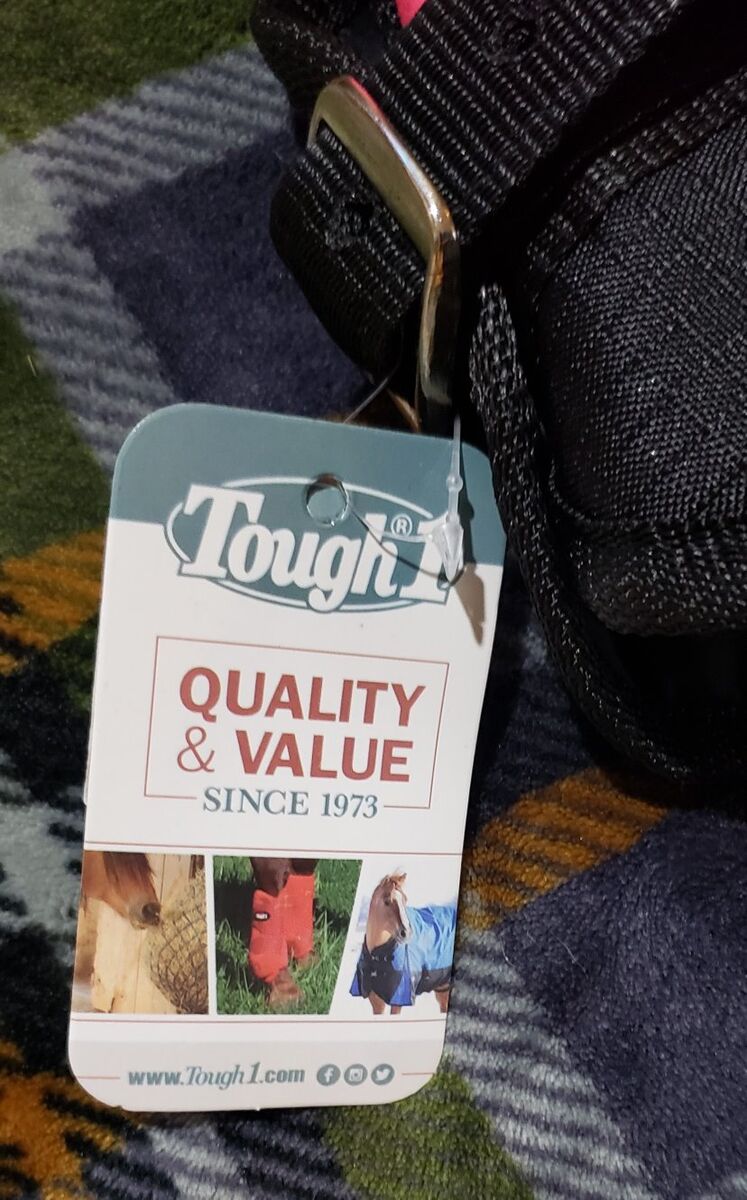 Tough1®
QUALITY
& VALUE
SINCE 1973
www.Tough1.com